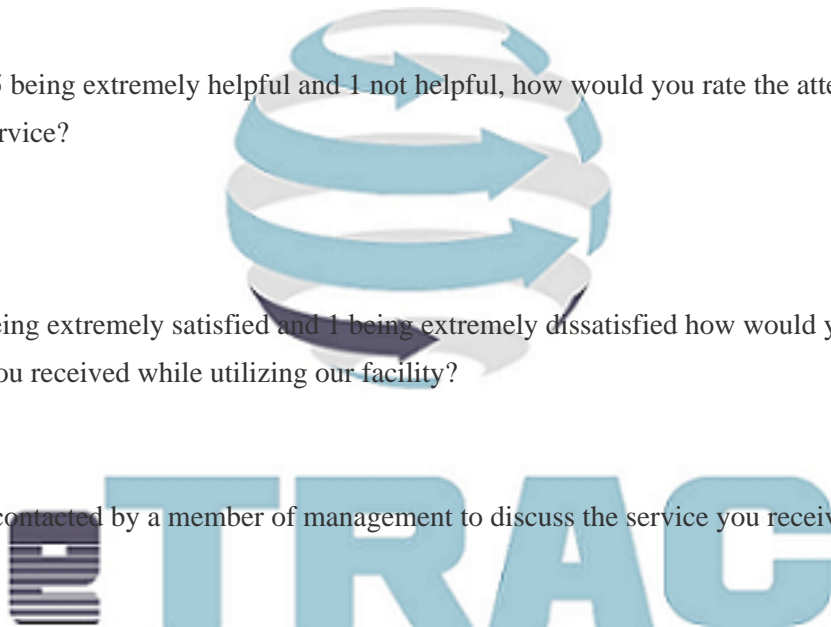 5 being extremely helpful and 1 not helpful, how would you rate the atte
rvice?
eing extremely satisfied and 1 being extremely dissatisfied how would y
ou received while utilizing our facility?
contacted by a member of management to discuss the service you receiv
eTRAC